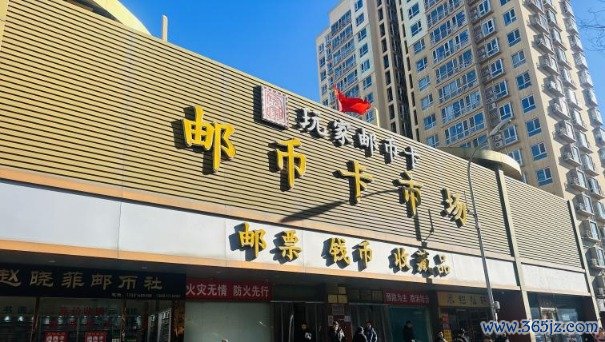 玩家邮币卡
邮币卡市场
邮票 钱币 收藏品
赵晓菲邮币社
火灾无情 防火先行
www.365jz.com